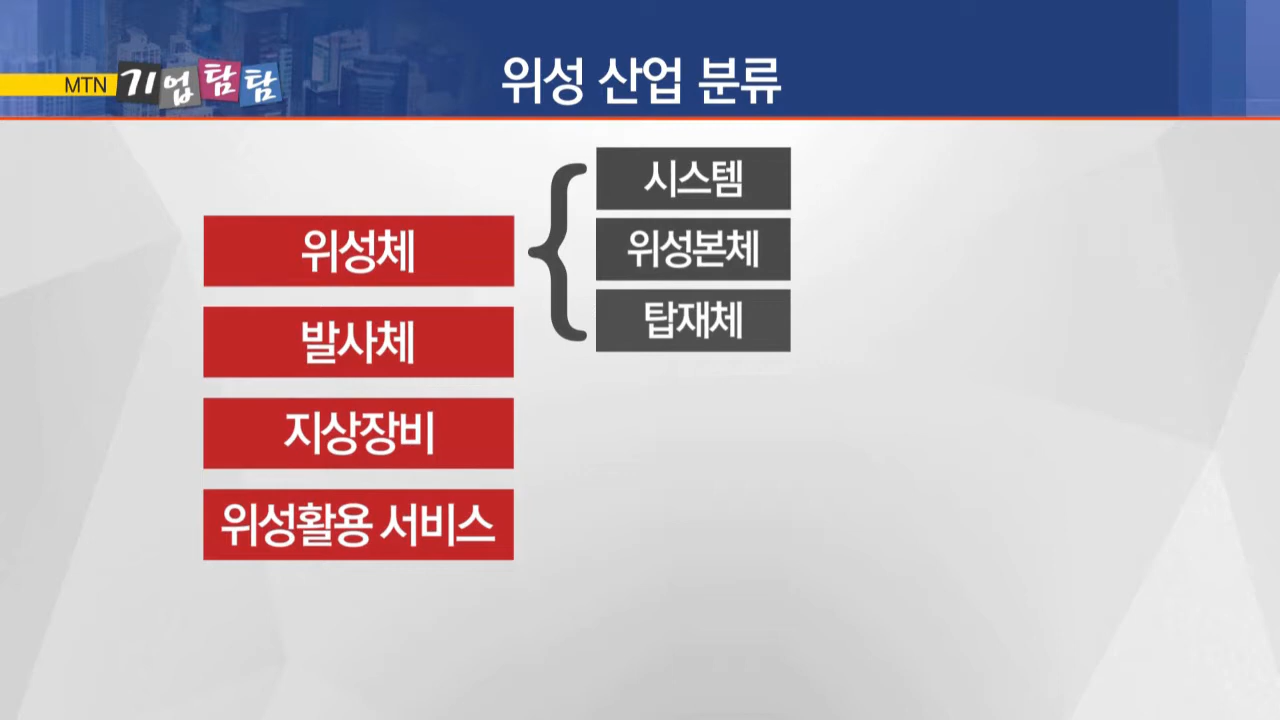 MTN 기업탐탐
위성 산업 분류
시스템
위성체
위성본체
탑재체
발사체
지상장비
위성활용 서비스